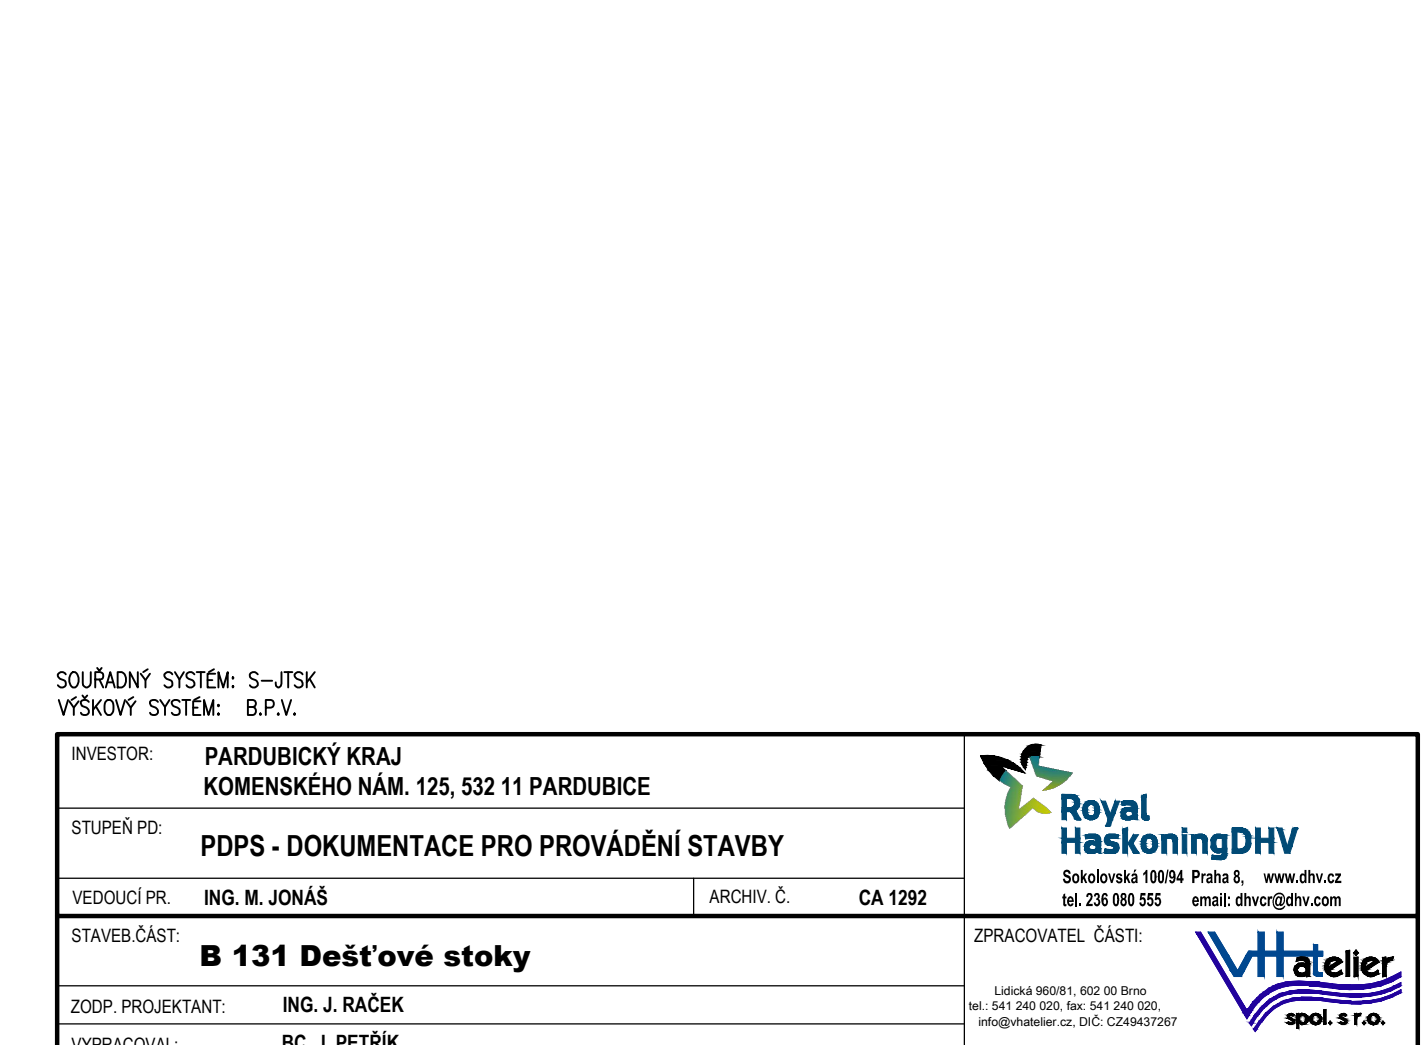 SOUŘADNÝ SYSTÉM: S-JTSK
VÝŠKOVÝ SYSTÉM: B.P.V.
INVESTOR: PARDUBICKÝ KRAJ
KOMENSKÉHO NÁM. 125, 532 11 PARDUBICE
STUPEŇ PD: PDPS - DOKUMENTACE PRO PROVÁDĚNÍ STAVBY
VEDOUCÍ PR. ING. M. JONÁŠ ARCHIV. Č. CA 1292
Royal
HaskoningDHV
Sokolovská 100/94 Praha 8, www.dhv.cz
tel. 236 080 555 email: dhvcr@dhv.com
STAVEB.ČÁST: B 131 Dešťové stoky
ZODP. PROJEKTANT: ING. J. RAČEK
VYPRACOVAL: BC. J. PETŘÍK
ZPRACOVATEL ČÁSTI:
VHatelier
spol. s r.o.
Lidická 960/81, 602 00 Brno
tel.: 541 240 020, fax: 541 240 020,
info@vhatelier.cz, DIČ: CZ49437267